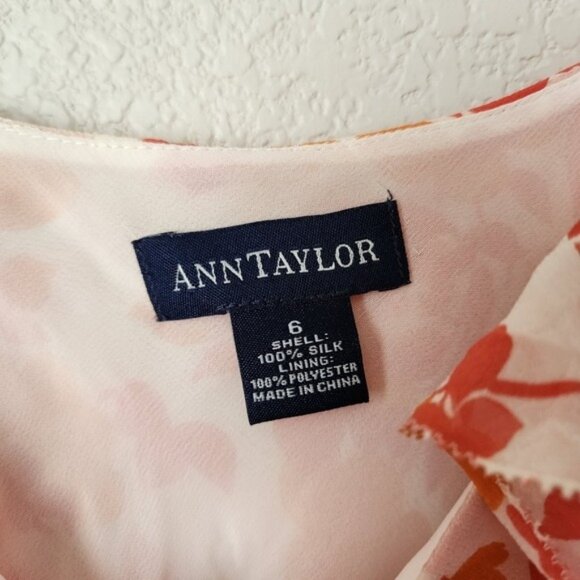 ANNTAYLOR
6
SHELL:
100% SILK
LINING:
100% POLYESTER
MADE IN CHINA